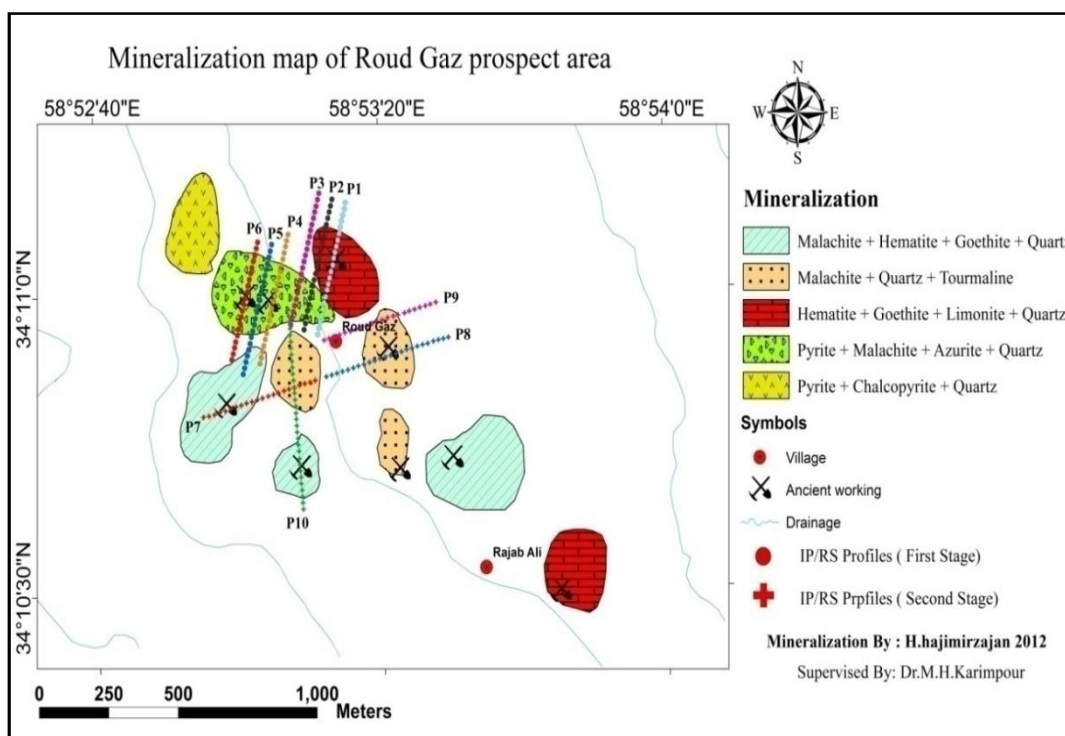 Mineralization map of Roud Gaz prospect area
58°52'40"E
58°53'20"E
58°54'0"E
N
W
E
S
P3
P2
P1
P4
P6
P5
P9
P8
P7
P10
Roud Gaz
Rajab Ali
34°11'0"N
34°10'30"N
Mineralization
Malachite + Hematite + Goethite + Quartz
Malachite + Quartz + Tourmaline
Hematite + Goethite + Limonite + Quartz
Pyrite + Malachite + Azurite + Quartz
Pyrite + Chalcopyrite + Quartz
Symbols
Village
Ancient working
Drainage
IP/RS Profiles ( First Stage)
IP/RS Prpfiles ( Second Stage)
Mineralization By : H.hajimirzajan 2012
Supervised By: Dr.M.H.Karimpour
0 250 500 1,000
Meters